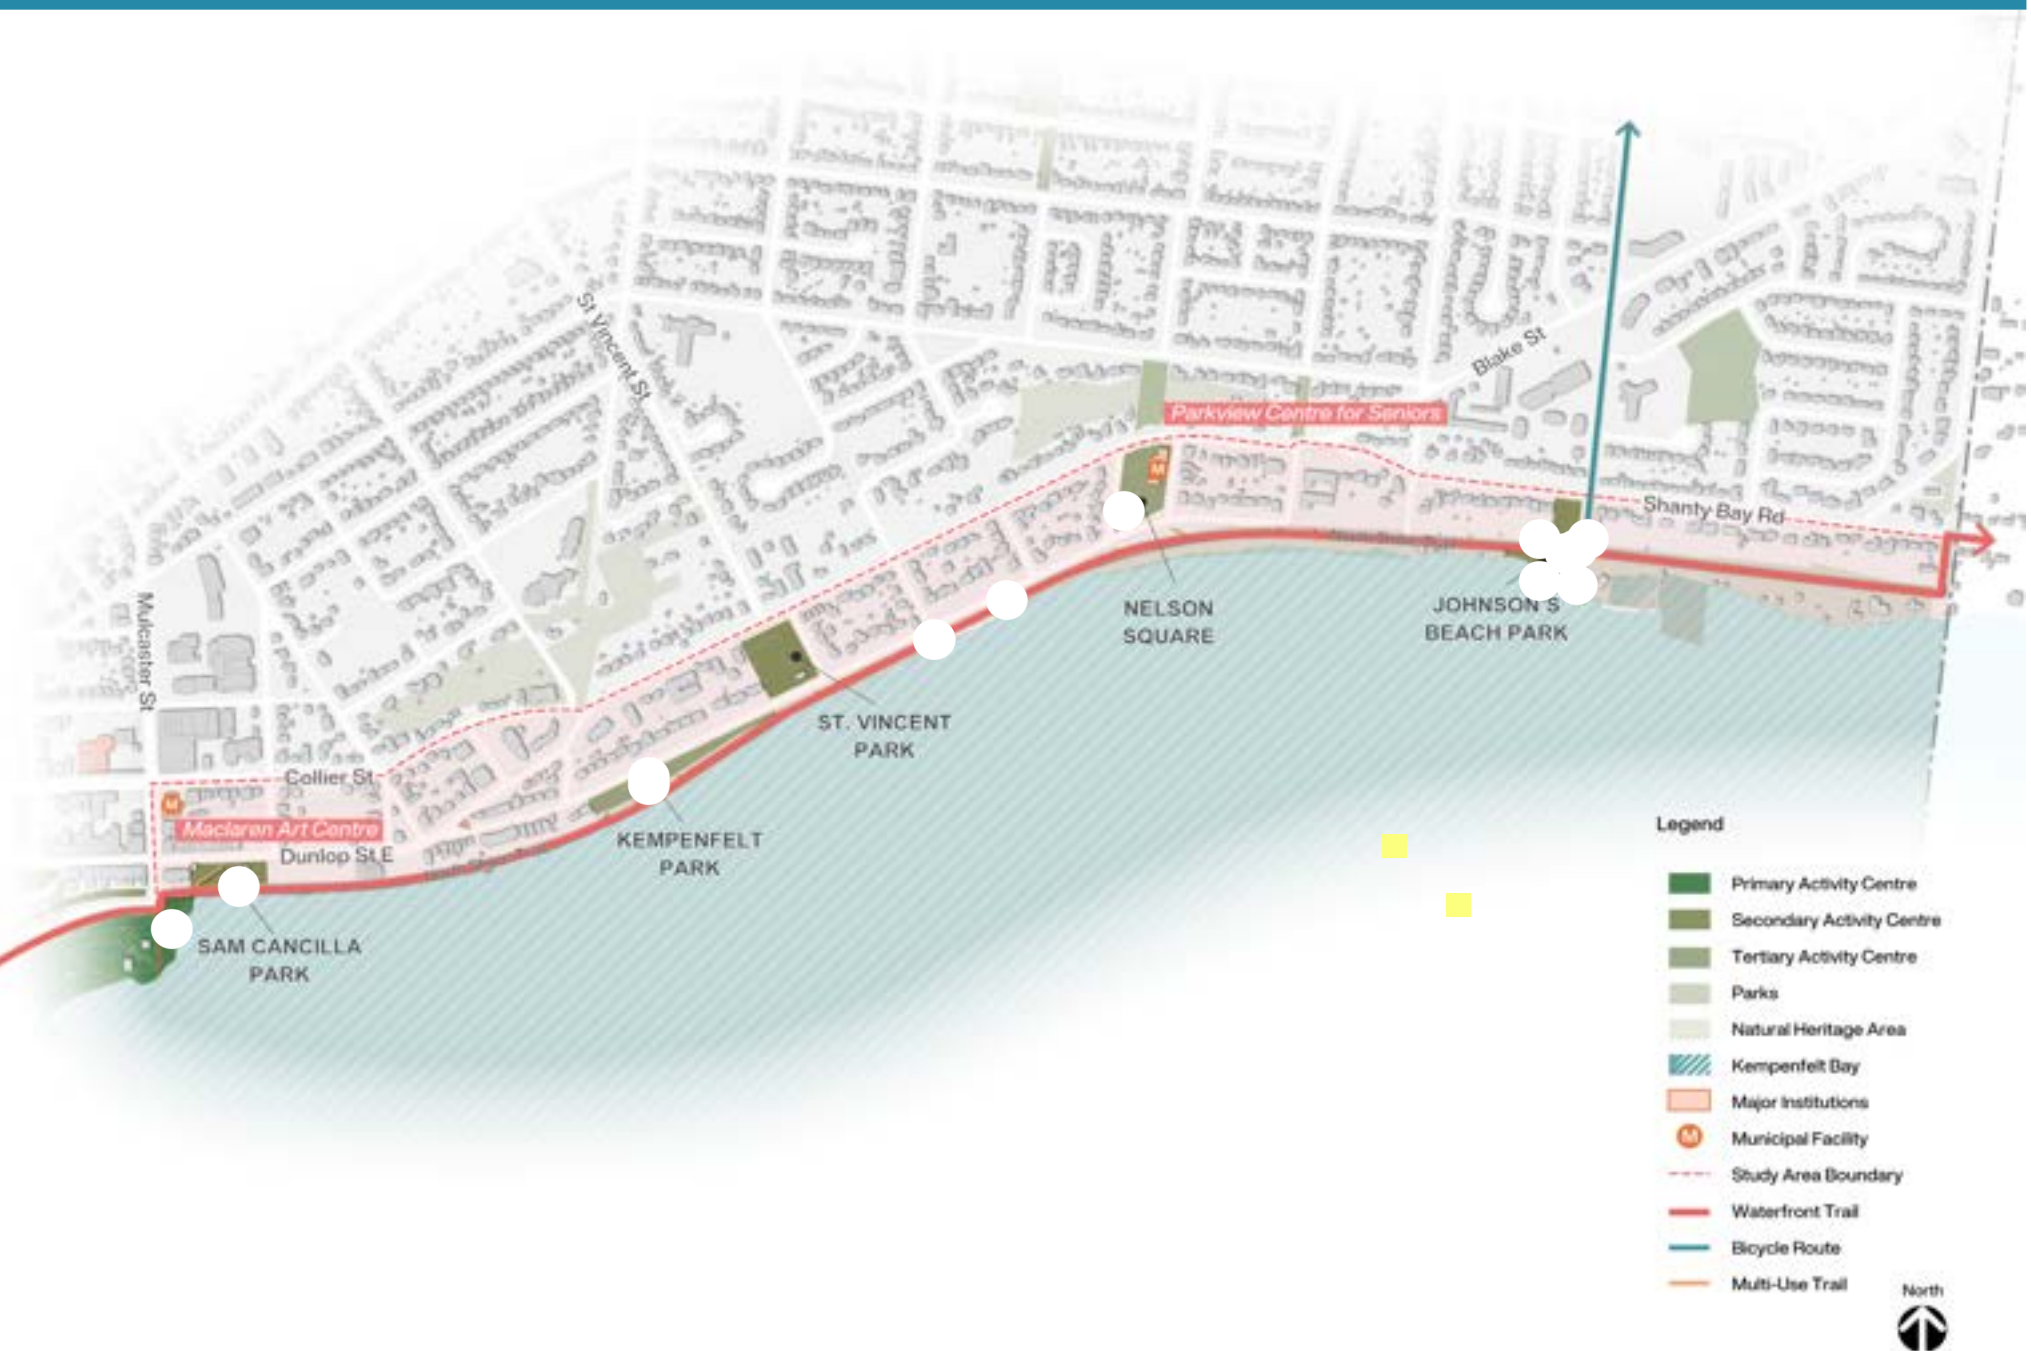 St Vincent St
Blake St
Parkview Centre for Seniors
M
Shanty Bay Rd
Mulcaster St
NELSON
SQUARE
JOHNSON'S
BEACH PARK
ST. VINCENT
PARK
Collier St
M
Maclaren Art Centre
Dunlop St E
KEMPENFELT
PARK
SAM CANCILLA
PARK
Legend
Primary Activity Centre
Secondary Activity Centre
Tertiary Activity Centre
Parks
Natural Heritage Area
Kempenfelt Bay
Major Institutions
M
Municipal Facility
Study Area Boundary
Waterfront Trail
Bicycle Route
Multi-Use Trail
North